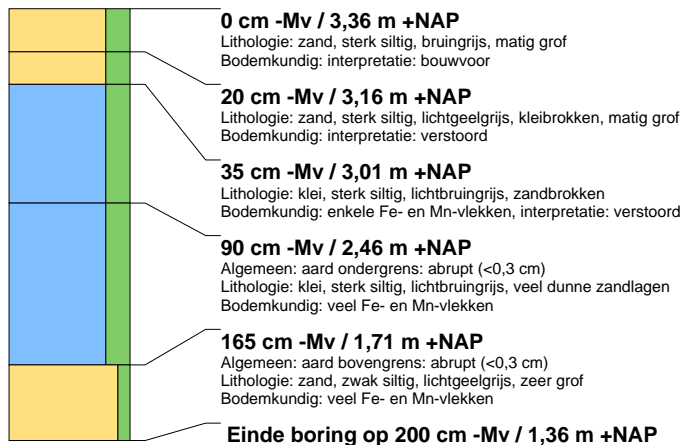 0 cm -Mv / 3,36 m +NAP
Lithologie: zand, sterk siltig, bruingrijs, matig grof
Bodemkundig: interpretatie: bouwvoor
20 cm -Mv / 3,16 m +NAP
Lithologie: zand, sterk siltig, lichtgeelgrijs, kleibrokken, matig grof
Bodemkundig: interpretatie: verstoord
35 cm -Mv / 3,01 m +NAP
Lithologie: klei, sterk siltig, lichtbruingrijs, zandbrokken
Bodemkundig: enkele Fe- en Mn-vlekken, interpretatie: verstoord
90 cm -Mv / 2,46 m +NAP
Algemeen: aard ondergrens: abrupt (<0,3 cm)
Lithologie: klei, sterk siltig, lichtbruingrijs, veel dunne zandlagen
Bodemkundig: veel Fe- en Mn-vlekken
165 cm -Mv / 1,71 m +NAP
Algemeen: aard bovengrens: abrupt (<0,3 cm)
Lithologie: zand, zwak siltig, lichtgeelgrijs, zeer grof
Bodemkundig: veel Fe- en Mn-vlekken
Einde boring op 200 cm -Mv / 1,36 m +NAP